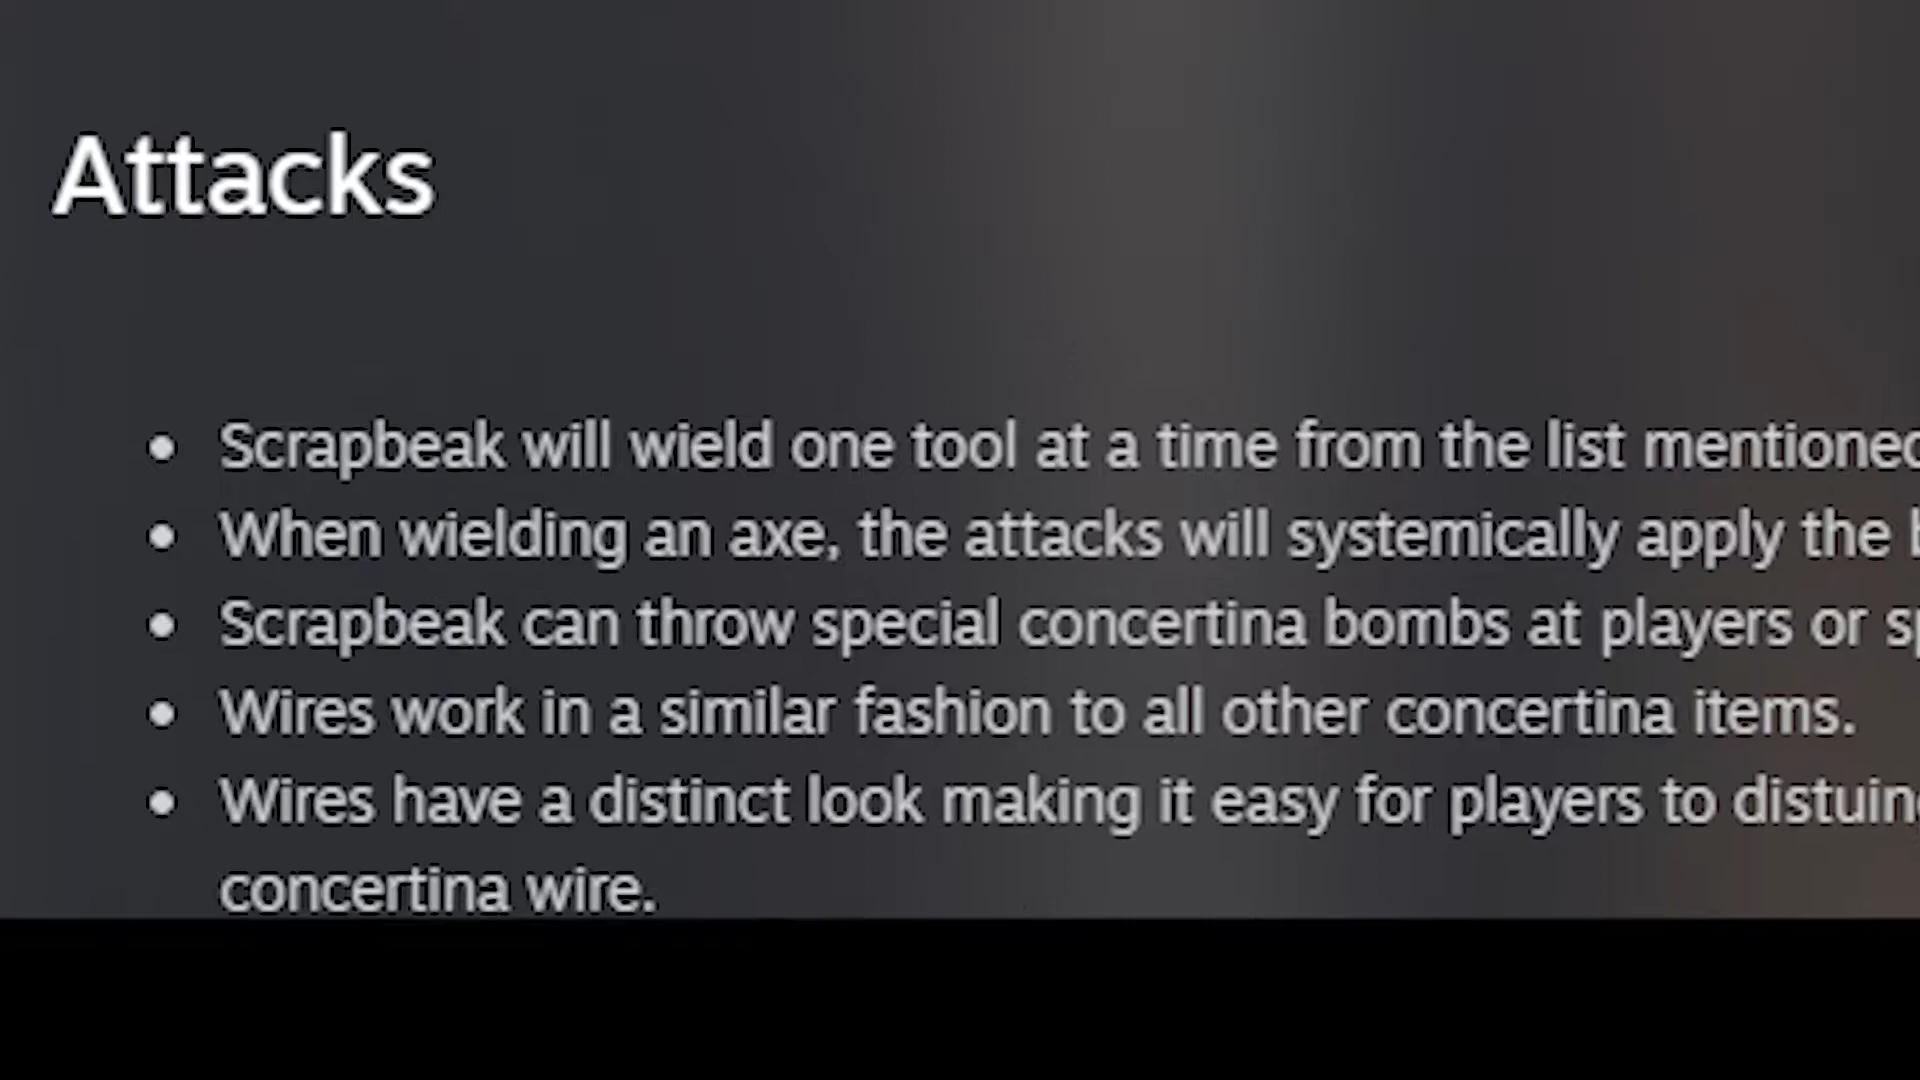 Attacks
• Scrapbeak will wield one tool at a time from the list mentioned
• When wielding an axe, the attacks will systemically apply the
• Scrapbeak can throw special concertina bombs at players or
• Wires work in a similar fashion to all other concertina items.
• Wires have a distinct look making it easy for players to
concertina wire.